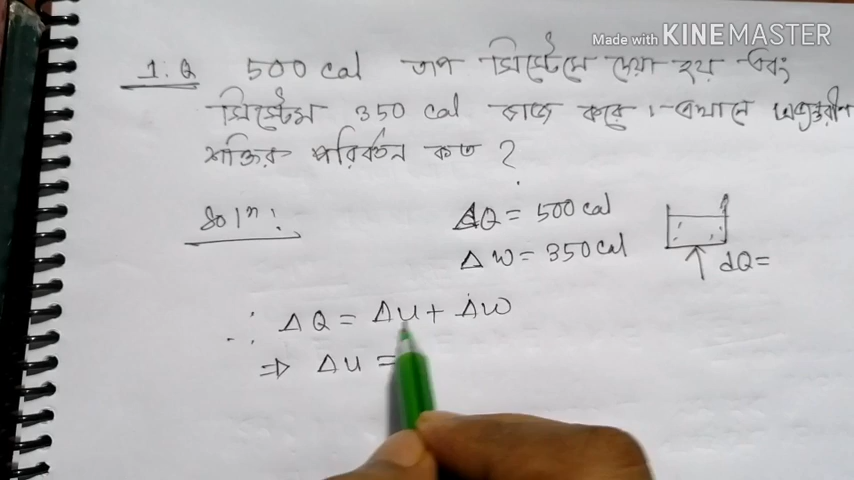 Made with KINEMASTER
1. Q 500 cal তাপ সিস্টেমে দেয়া হয় এবং
সিস্টেম 350 cal কাজ করে। এখানে অভ্যন্তরীন
শক্তির পরিবর্তন কত ?
Solⁿ:
ΔQ = 500 cal
Δw = 350 cal
dQ =
∴ ΔQ = Δu + Δw
⇒ Δu =